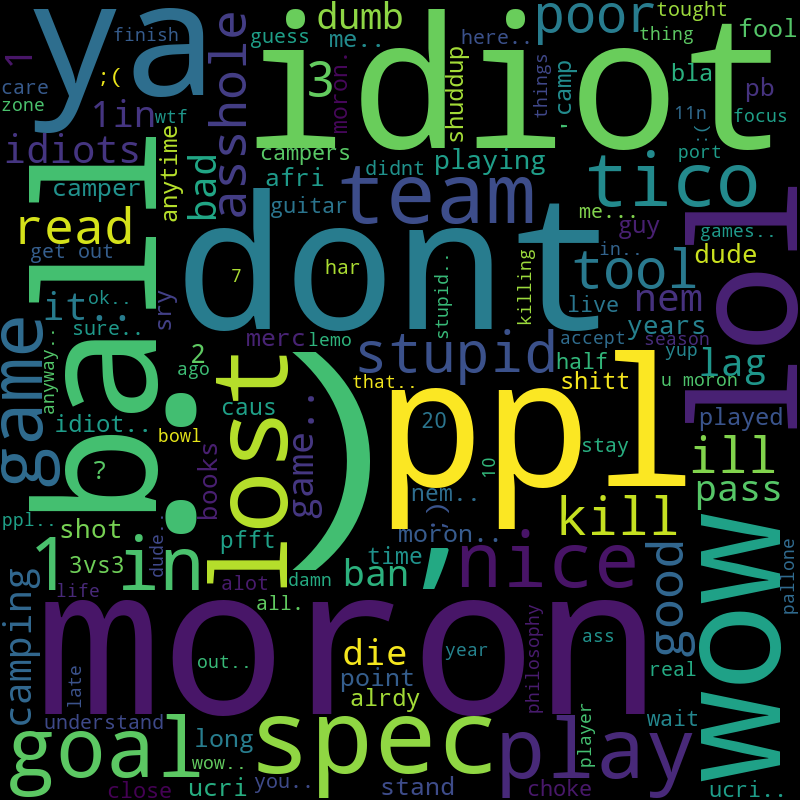 ya
finish
;(
care
zone
wtf
1
1in
idiots
asshole
guess
dumb
me..
here..
poor
tought
thing
fool
idiot
3
moron.
shuddup
'camp
things
bla
pb
11n
:(
focus
port
ball
camper
anytime
bad
campers
afri
didnt
playing
guitar
team
tico
read
get out
it..
ok..
sure..
sry
dont
7
har
stupid..
killing
me...
guy
in..
tool
live
nem
years
games..
dude
lol
game
anyway..
merc
lemo
2
ago
stupid
accept
season
half
yup
lag
u moron
shitt
played
idiot..
bowl
:)
caus
that..
lost
game..
books
?
ppl
20
10
stay
ill
pass
ppl..
shot
3vs3
dude..
pfft
nem..
;)
moron..
kill
1
in
alot
damn
ban
time
,
nice
good
wow
pallone
camping
life
late
all.
moron
out..
die
point
alrdy
year
philosophy
ass
real
understand
goal
long
wow..
ucri
close
spec
you..
stand
play
choke
player
wait
ucri..